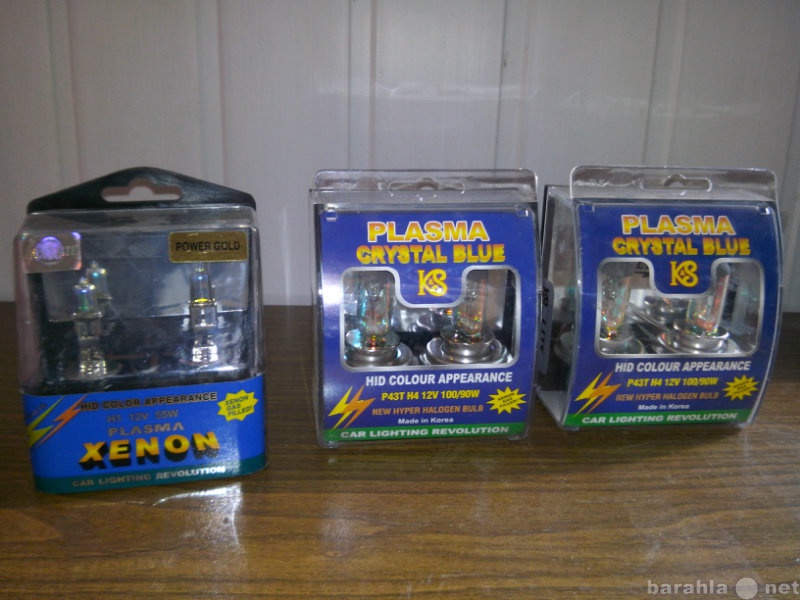 POWER GOLD
HID COLOR APPEARANCE
H1 12V 55W
XENON
GAS
FILLED!
PLASMA
XENON
CAR LIGHTING REVOLUTION
PLASMA
CRYSTAL BLUE
KS
HID COLOUR APPEARANCE
P43T H4 12V 100/90W
NEW HYPER HALOGEN BULB
Made in Korea
XENON
GAS
FILLED!
CAR LIGHTING REVOLUTION
PLASMA
CRYSTAL BLUE
KS
HID COLOUR APPEARANCE
P43T H4 12V 100/90W
NEW HYPER HALOGEN BULB
Made in Korea
CAR LIGHTING REVOLUTION
barahla.net